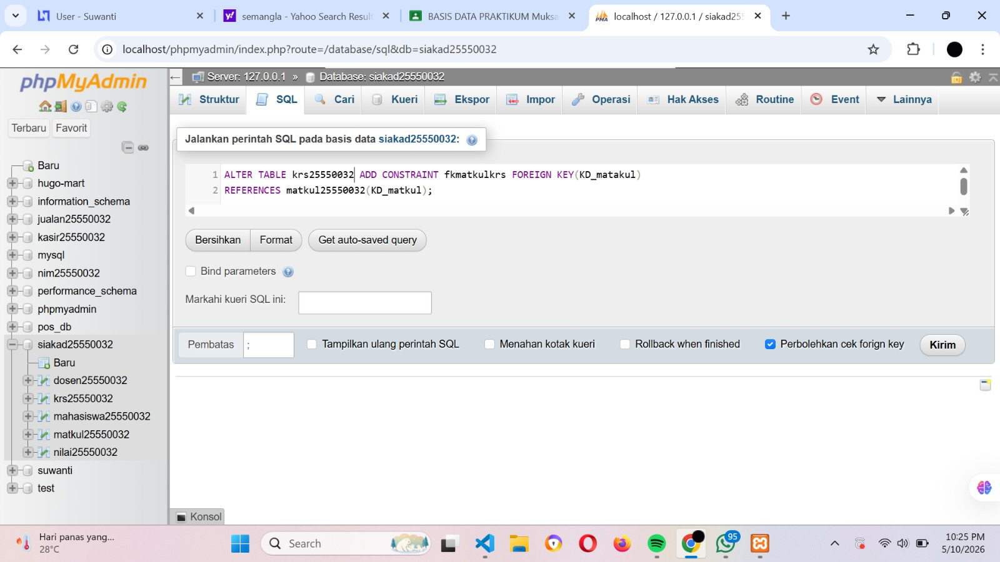 User - Suwanti
semangla - Yahoo Search Result
BASIS DATA PRAKTIKUM Muksa
localhost / 127.0.0.1 / siakad255
localhost/phpmyadmin/index.php?route=/database/sql&db=siakad25550032
phpMyAdmin
Terbaru Favorit
Baru
hugo-mart
information_schema
jualan25550032
kasir25550032
mysql
nim25550032
performance_schema
phpmyadmin
pos_db
siakad25550032
Baru
dosen25550032
krs25550032
mahasiswa25550032
matkul25550032
nilai25550032
suwanti
test
Server: 127.0.0.1 » Database: siakad25550032
Struktur SQL Cari Kueri Ekspor Impor Operasi Hak Akses Routine Event Lainnya
Jalankan perintah SQL pada basis data siakad25550032:
1 ALTER TABLE krs25550032 ADD CONSTRAINT fkmatkulkrs FOREIGN KEY(KD_matakul)
2 REFERENCES matkul25550032(KD_matkul);
Bersihkan Format Get auto-saved query
Bind parameters
Markahi kueri SQL ini:
Pembatas ; Tampilkan ulang perintah SQL Menahan kotak kueri Rollback when finished Perbolehkan cek forign key Kirim
Konsol
Hari panas yang...
28°C
Search
95
10:25 PM
5/10/2026